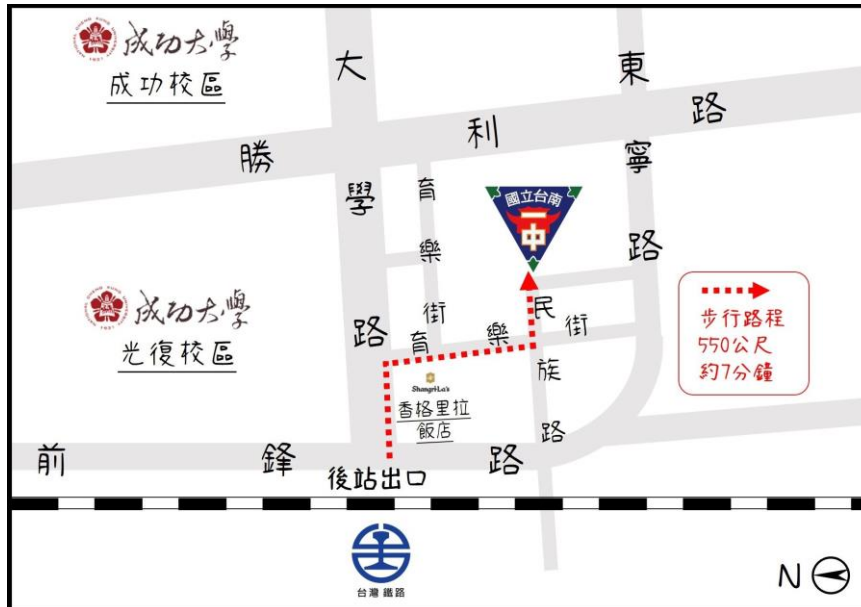 成功大學
成功校區
大學路
東寧路
勝利路
育樂街
國立台南
一中
成功大學
光復校區
育樂街
民族路
步行路程
550公尺
約7分鐘
Shangri-La's
香格里拉
飯店
前鋒路
後站出口
台灣鐵路
N